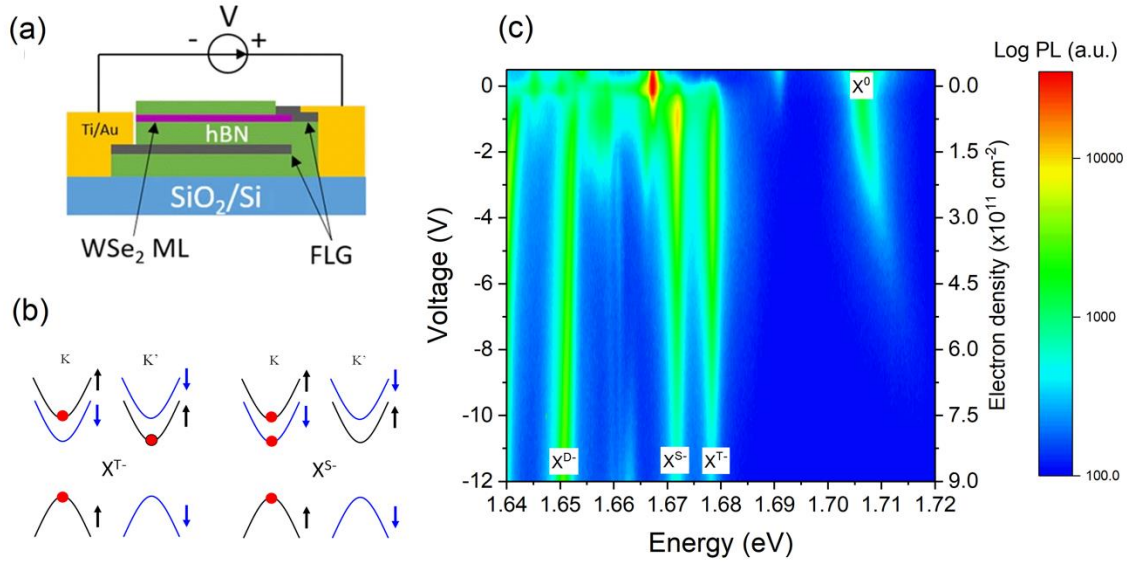 (a)
V
- +
Ti/Au
hBN
SiO₂/Si
WSe₂ ML
FLG
(b)
K K' K K'
Xᵀ⁻ Xˢ⁻
(c)
Log PL (a.u.)
10000
1000
100.0
X⁰
Xᴰ⁻ Xˢ⁻ Xᵀ⁻
Voltage (V)
0
-2
-4
-6
-8
-10
-12
Electron density (x10¹¹ cm⁻²)
0.0
1.5
3.0
4.5
6.0
7.5
9.0
1.64 1.65 1.66 1.67 1.68 1.69 1.70 1.71 1.72
Energy (eV)